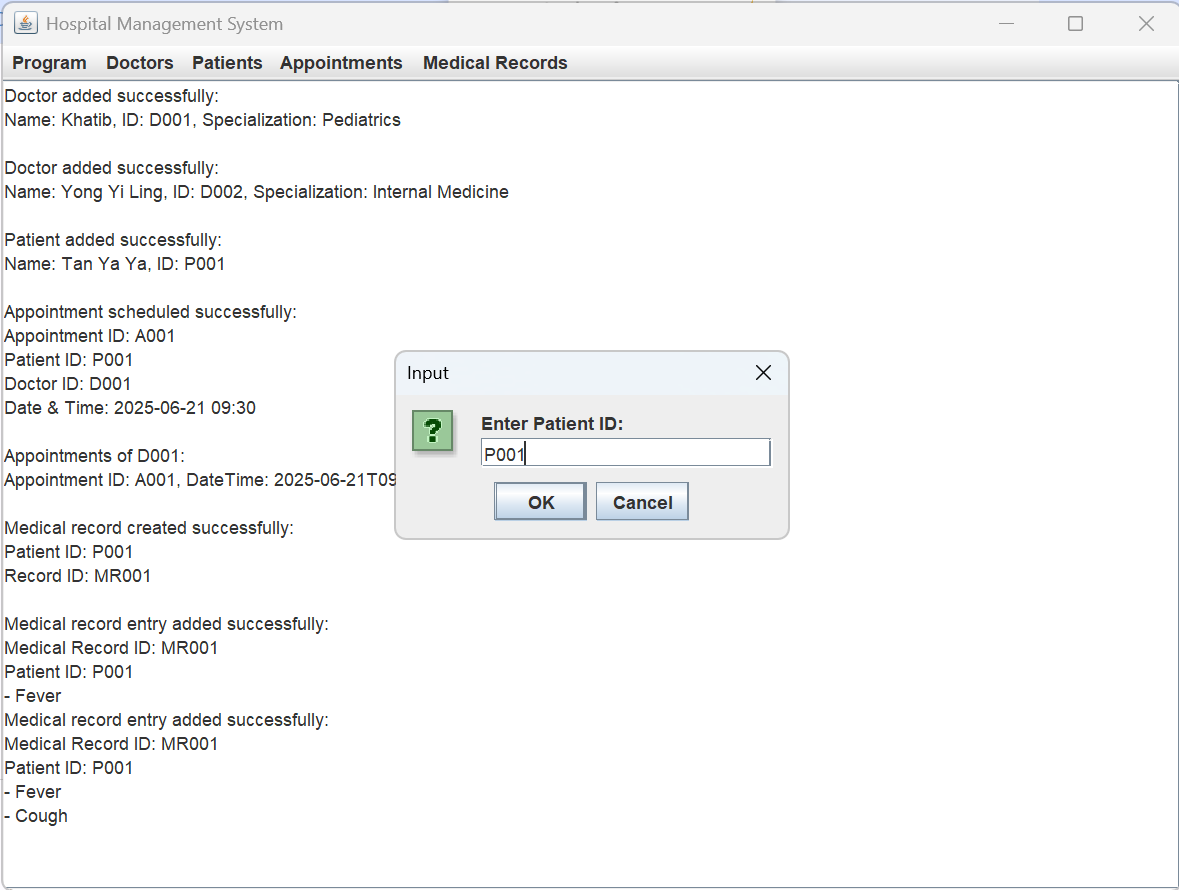 Hospital Management System
Program Doctors Patients Appointments Medical Records
Doctor added successfully:
Name: Khatib, ID: D001, Specialization: Pediatrics
Doctor added successfully:
Name: Yong Yi Ling, ID: D002, Specialization: Internal Medicine
Patient added successfully:
Name: Tan Ya Ya, ID: P001
Appointment scheduled successfully:
Appointment ID: A001
Patient ID: P001
Doctor ID: D001
Date & Time: 2025-06-21 09:30
Appointments of D001:
Appointment ID: A001, DateTime: 2025-06-21T09
Medical record created successfully:
Patient ID: P001
Record ID: MR001
Medical record entry added successfully:
Medical Record ID: MR001
Patient ID: P001
- Fever
Medical record entry added successfully:
Medical Record ID: MR001
Patient ID: P001
- Fever
- Cough
Input
?
Enter Patient ID:
P001
OK Cancel